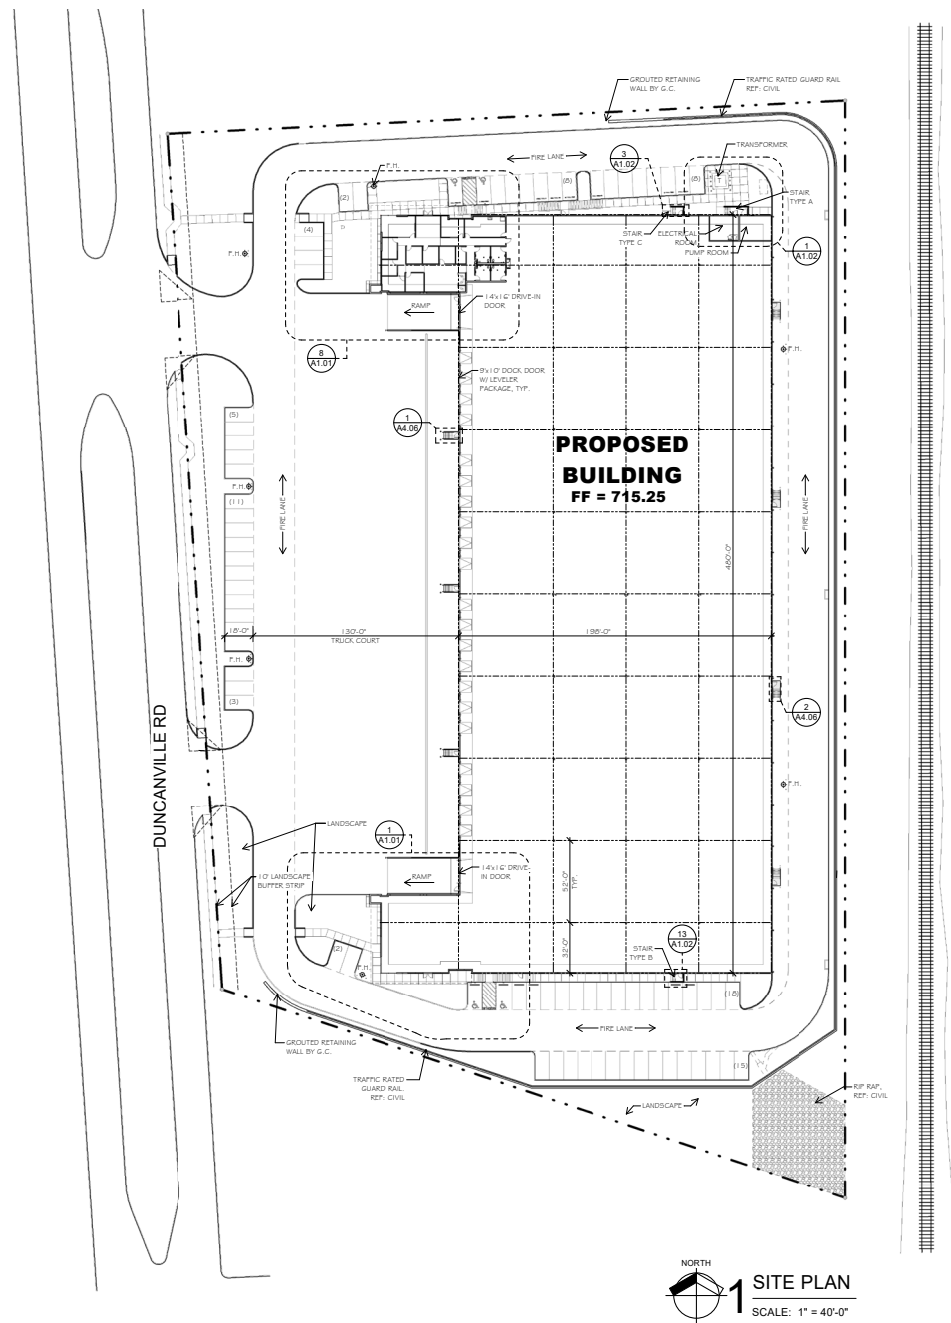 GROUTED RETAINING
WALL BY G.C.
TRAFFIC RATED GUARD RAIL
REF: CIVIL
TRANSFORMER
FIRE LANE
3
A1.02
F.H.
(2)
(8)
(8)
STAIR
TYPE A
(4)
STAIR
TYPE C
ELECTRICAL
ROOM
PUMP ROOM
1
A1.02
F.H.
RAMP
14'x16' DRIVE-IN
DOOR
8
A1.01
F.H.
9'x10' DOCK DOOR
W/ LEVELER
PACKAGE, TYP.
(5)
1
A4.06
PROPOSED
BUILDING
FF = 715.25
F.H.
(11)
FIRE LANE
FIRE LANE
480'-0"
18'-0"
130'-0"
TRUCK COURT
198'-0"
F.H.
(3)
2
A4.06
DUNCANVILLE RD
F.H.
LANDSCAPE
1
A1.01
10' LANDSCAPE
BUFFER STRIP
RAMP
14'x16' DRIVE-
IN DOOR
52'-0"
TYP.
32'-0"
13
A1.02
STAIR
TYPE B
(2)
F.H.
(18)
FIRE LANE
GROUTED RETAINING
WALL BY G.C.
(15)
TRAFFIC RATED
GUARD RAIL.
REF: CIVIL
LANDSCAPE
RIP RAP,
REF: CIVIL
NORTH
1
SITE PLAN
SCALE: 1" = 40'-0"